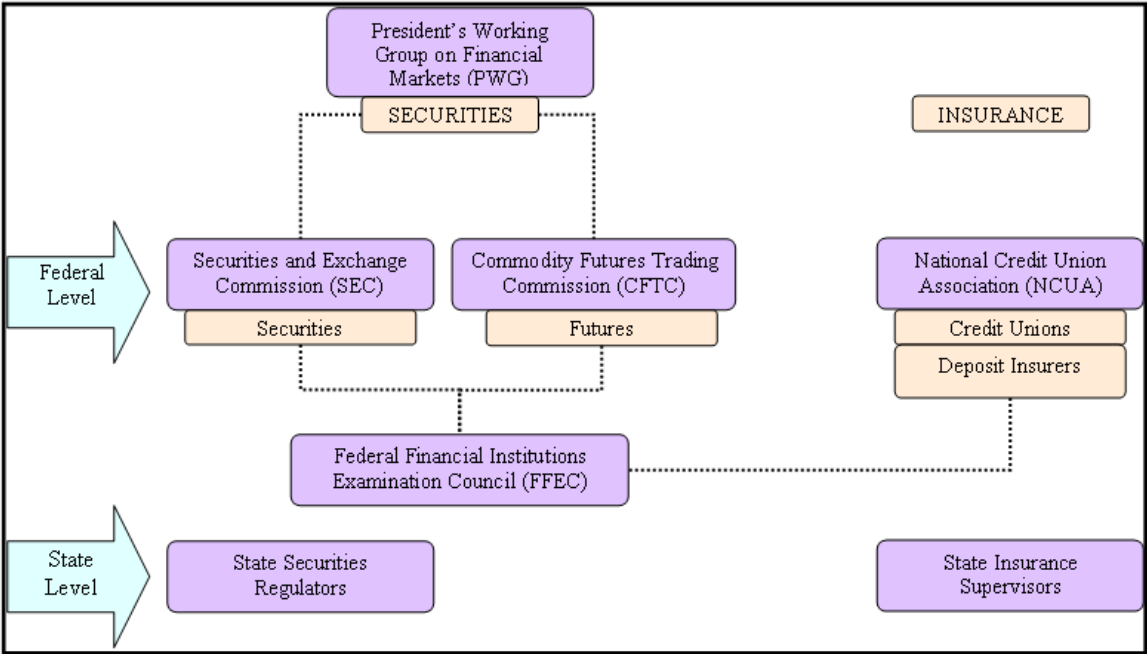 President's Working
Group on Financial
Markets (PWG)
SECURITIES
INSURANCE
Federal
Level
Securities and Exchange
Commission (SEC)
Securities
Commodity Futures Trading
Commission (CFTC)
Futures
National Credit Union
Association (NCUA)
Credit Unions
Deposit Insurers
Federal Financial Institutions
Examination Council (FFEC)
State
Level
State Securities
Regulators
State Insurance
Supervisors